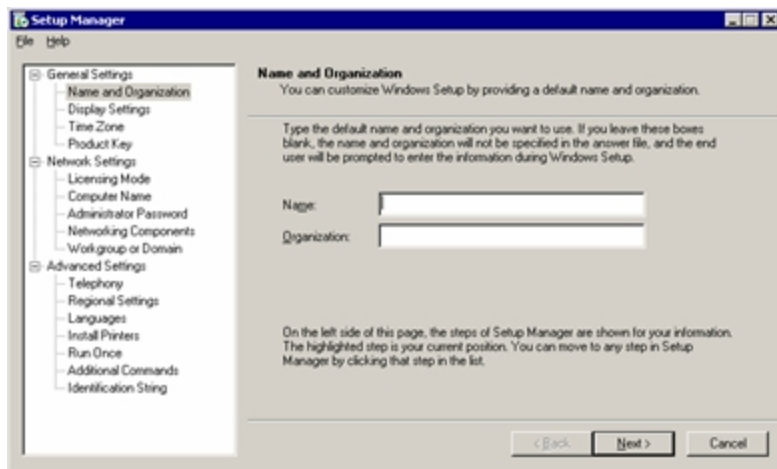 Setup Manager
File Help
General Settings
Name and Organization
Display Settings
Time Zone
Product Key
Network Settings
Licensing Mode
Computer Name
Administrator Password
Networking Components
Workgroup or Domain
Advanced Settings
Telephony
Regional Settings
Languages
Install Printers
Run Once
Additional Commands
Identification String
Name and Organization
You can customize Windows Setup by providing a default name and organization.
Type the default name and organization you want to use. If you leave these boxes
blank, the name and organization will not be specified in the answer file, and the end
user will be prompted to enter the information during Windows Setup.
Name:
Organization:
On the left side of this page, the steps of Setup Manager are shown for your information.
The highlighted step is your current position. You can move to any step in Setup
Manager by clicking that step in the list.
< Back Next > Cancel